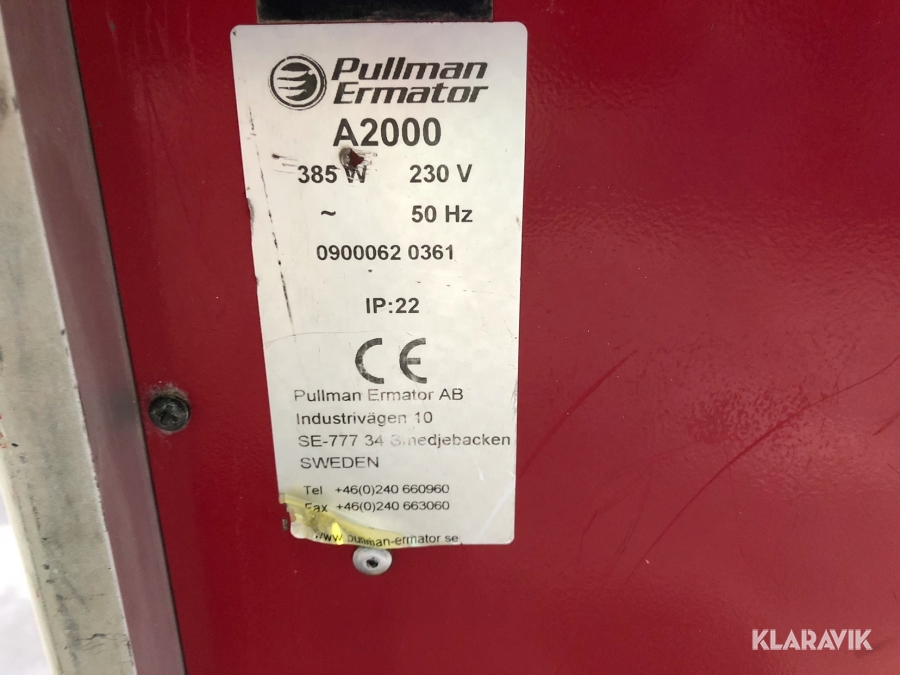 Pullman
Ermator
A2000
385 W 230 V
~ 50 Hz
0900062 0361
IP:22
CE
Pullman Ermator AB
Industrivägen 10
SE-777 34 Smedjebacken
SWEDEN
Tel +46(0)240 660960
Fax +46(0)240 663060
www.pullman-ermator.se
KLARAVIK